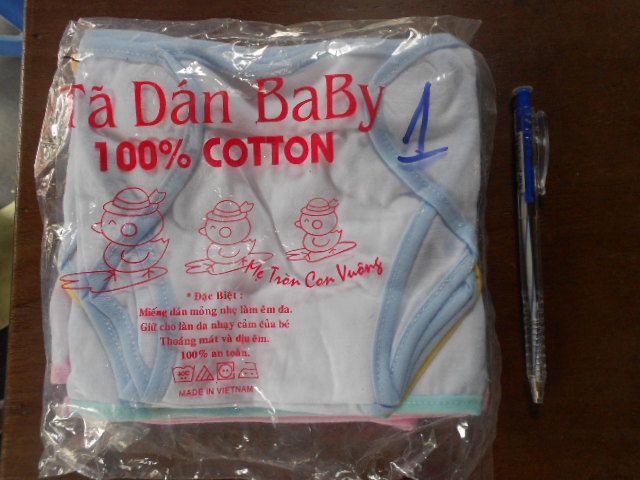 Tã Dán BaBy
1
100% COTTON
Mẹ Tròn Con Vuông
* Đặc Biệt :
Miếng dán mỏng nhẹ làm êm da.
Giữ cho làn da nhạy cảm của bé
Thoáng mát và dịu êm.
100% an toàn.
MADE IN VIETNAM